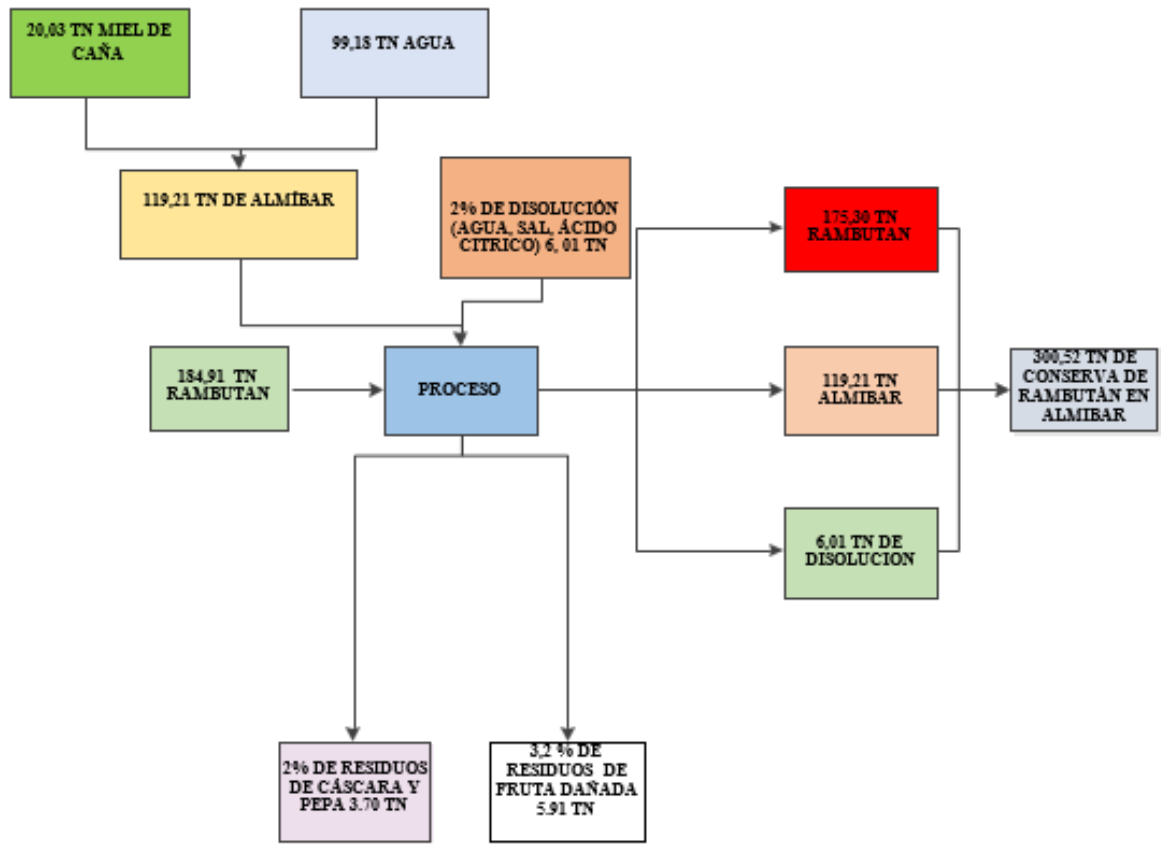 20,03 TN MIEL DE
CAÑA
99,18 TN AGUA
119,21 TN DE ALMÍBAR
2% DE DISOLUCIÓN
(AGUA, SAL, ÁCIDO
CITRICO) 6, 01 TN
175,30 TN
RAMBUTAN
184,91 TN
RAMBUTAN
PROCESO
119,21 TN
ALMIBAR
300,52 TN DE
CONSERVA DE
RAMBUTÀN EN
ALMIBAR
6,01 TN DE
DISOLUCION
2% DE RESIDUOS
DE CÁSCARA Y
PEPA 3.70 TN
3,2 % DE
RESIDUOS DE
FRUTA DAÑADA
5.91 TN